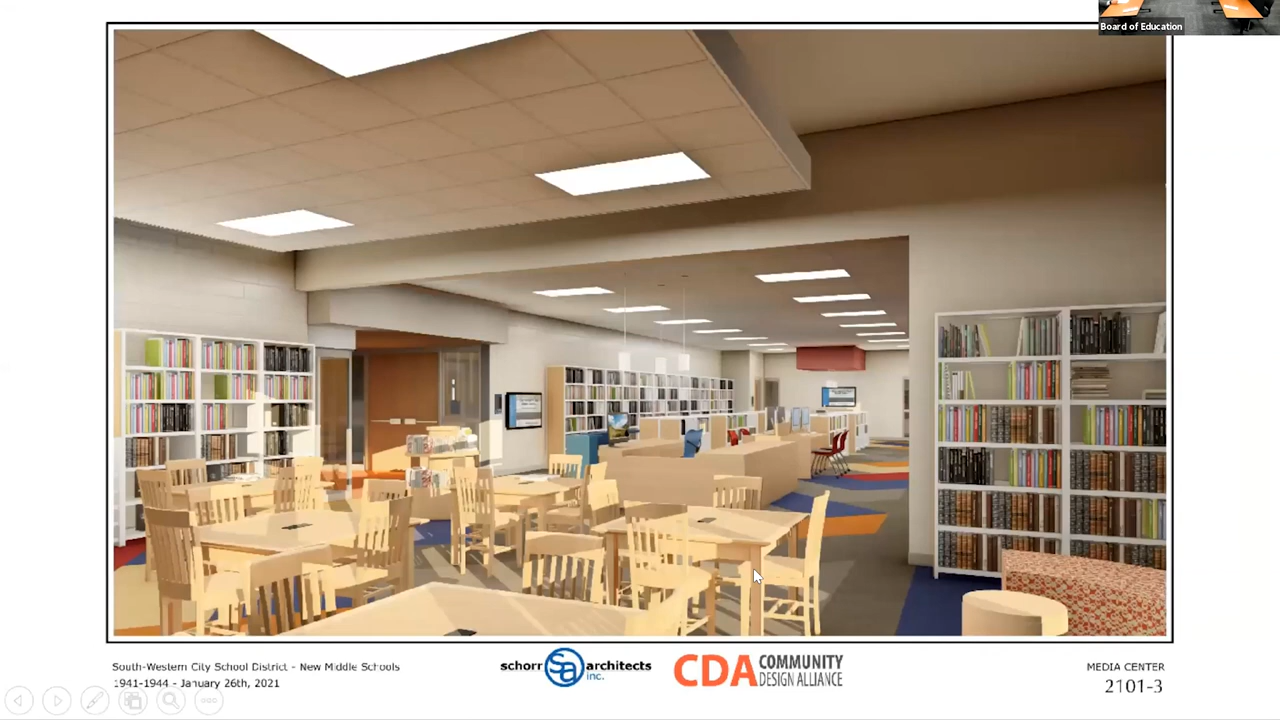 Board of Education
South-Western City School District - New Middle Schools
1941-1944 - January 26th, 2021
schorr SA architects inc.
CDA COMMUNITY DESIGN ALLIANCE
MEDIA CENTER
2101-3